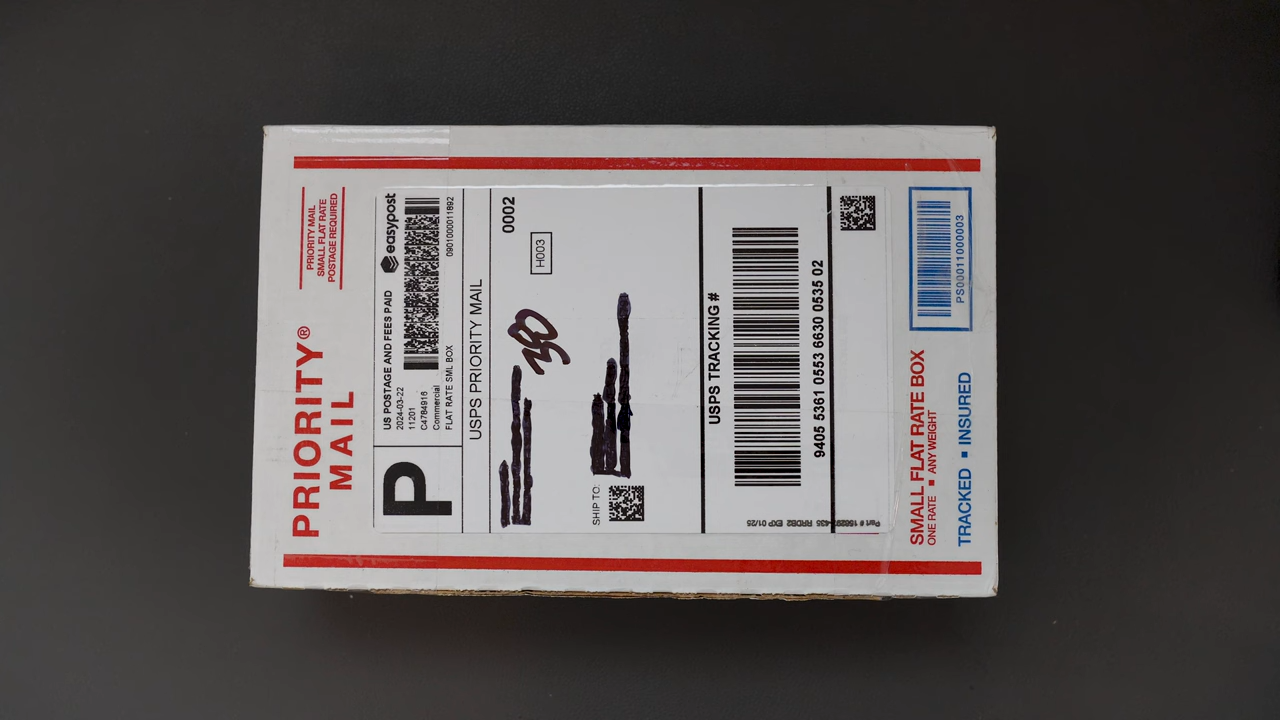 PRIORITY®
MAIL
PRIORITY MAIL
SMALL FLAT RATE
POSTAGE REQUIRED
P
US POSTAGE AND FEES PAID
2024-03-22
11201
C4784916
Commercial
FLAT RATE SML BOX
easypost
0901000011892
USPS PRIORITY MAIL
0002
H003
380
SHIP TO:
USPS TRACKING #
9405 5361 0553 6630 0535 02
EXP 01/25
SMALL FLAT RATE BOX
ONE RATE ■ ANY WEIGHT
TRACKED ■ INSURED
PS00011000003